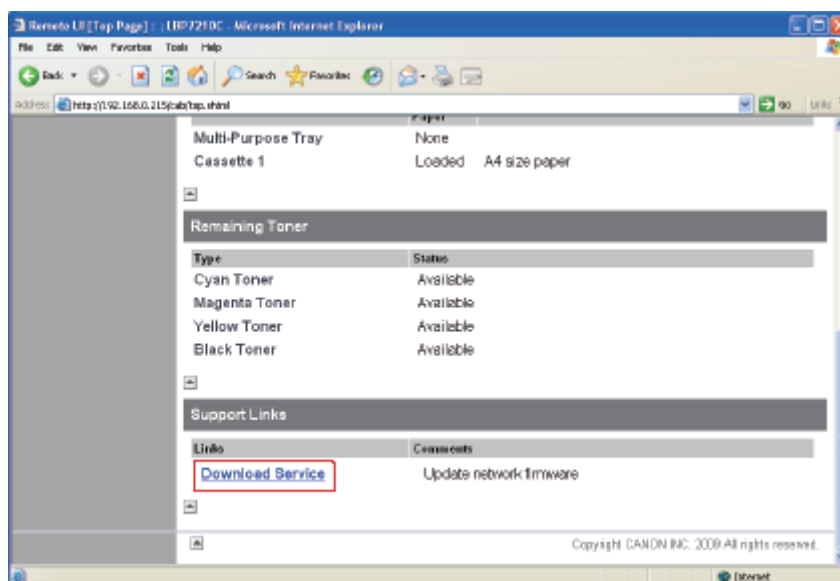 Remote UI [Top Page] : : LBP7210C - Microsoft Internet Explorer
File Edit View Favorites Tools Help
Back Search Favorites
address http://192.168.0.215/cab/top.shtml go Links
Paper
Multi-Purpose Tray None
Cassette 1 Loaded A4 size paper
Remaining Toner
Type Status
Cyan Toner Available
Magenta Toner Available
Yellow Toner Available
Black Toner Available
Support Links
Links Comments
Download Service Update network firmware
Copyright CANON INC. 2009 All rights reserved.
Internet